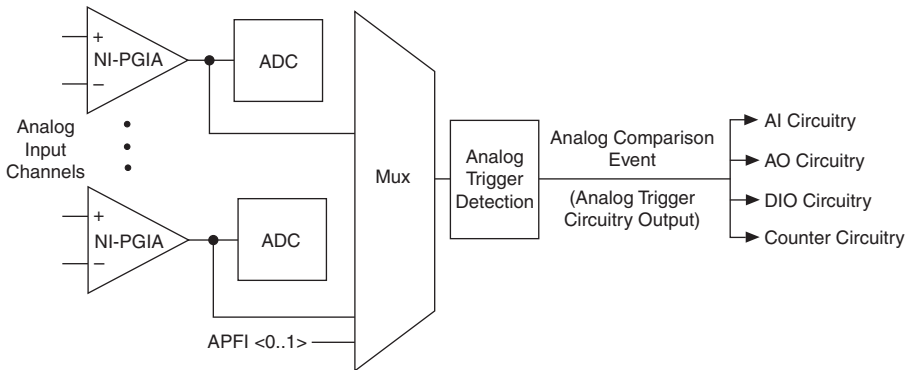 +
NI-PGIA
−
ADC
Analog
Input
Channels
+
NI-PGIA
−
ADC
APFI <0..1>
Mux
Analog
Trigger
Detection
Analog Comparison
Event
(Analog Trigger
Circuitry Output)
AI Circuitry
AO Circuitry
DIO Circuitry
Counter Circuitry